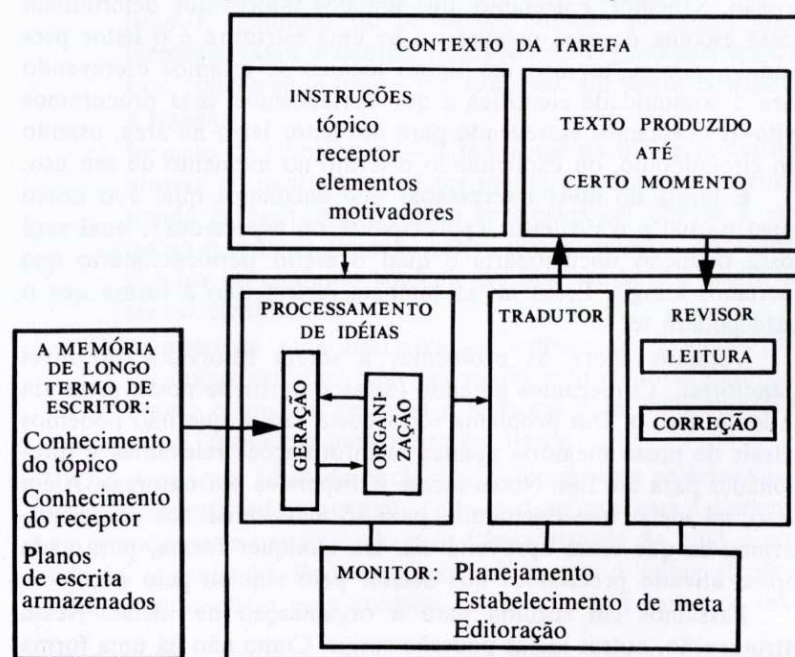 CONTEXTO DA TAREFA
INSTRUÇÕES
tópico
receptor
elementos
motivadores
TEXTO PRODUZIDO
ATÉ
CERTO MOMENTO
PROCESSAMENTO
DE IDÉIAS
GERAÇÃO
ORGANI-
ZAÇÃO
TRADUTOR
REVISOR
LEITURA
CORREÇÃO
A MEMÓRIA
DE LONGO
TERMO DE
ESCRITOR:
Conhecimento
do tópico
Conhecimento
do receptor
Planos
de escrita
armazenados
MONITOR: Planejamento
Estabelecimento de meta
Editoração